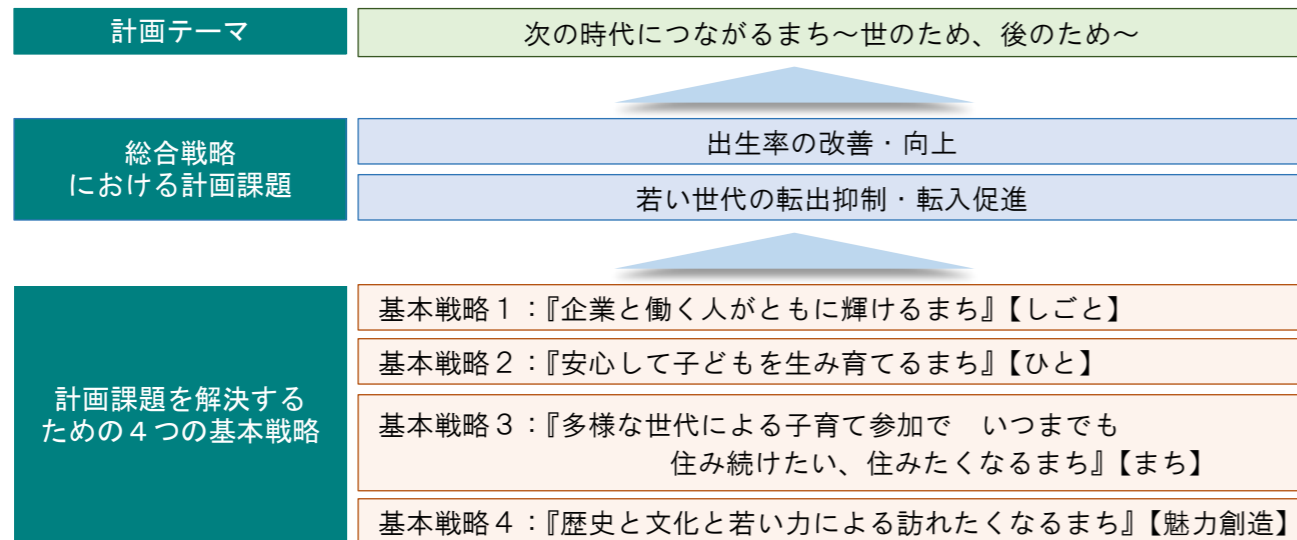 計画テーマ
次の時代につながるまち~世のため、後のため~
総合戦略
における計画課題
出生率の改善・向上
若い世代の転出抑制・転入促進
計画課題を解決する
ための4つの基本戦略
基本戦略1:『企業と働く人がともに輝けるまち』【しごと】
基本戦略2:『安心して子どもを生み育てるまち』【ひと】
基本戦略3:『多様な世代による子育て参加で いつまでも
住み続けたい、住みたくなるまち』【まち】
基本戦略4:『歴史と文化と若い力による訪れたくなるまち』【魅力創造】